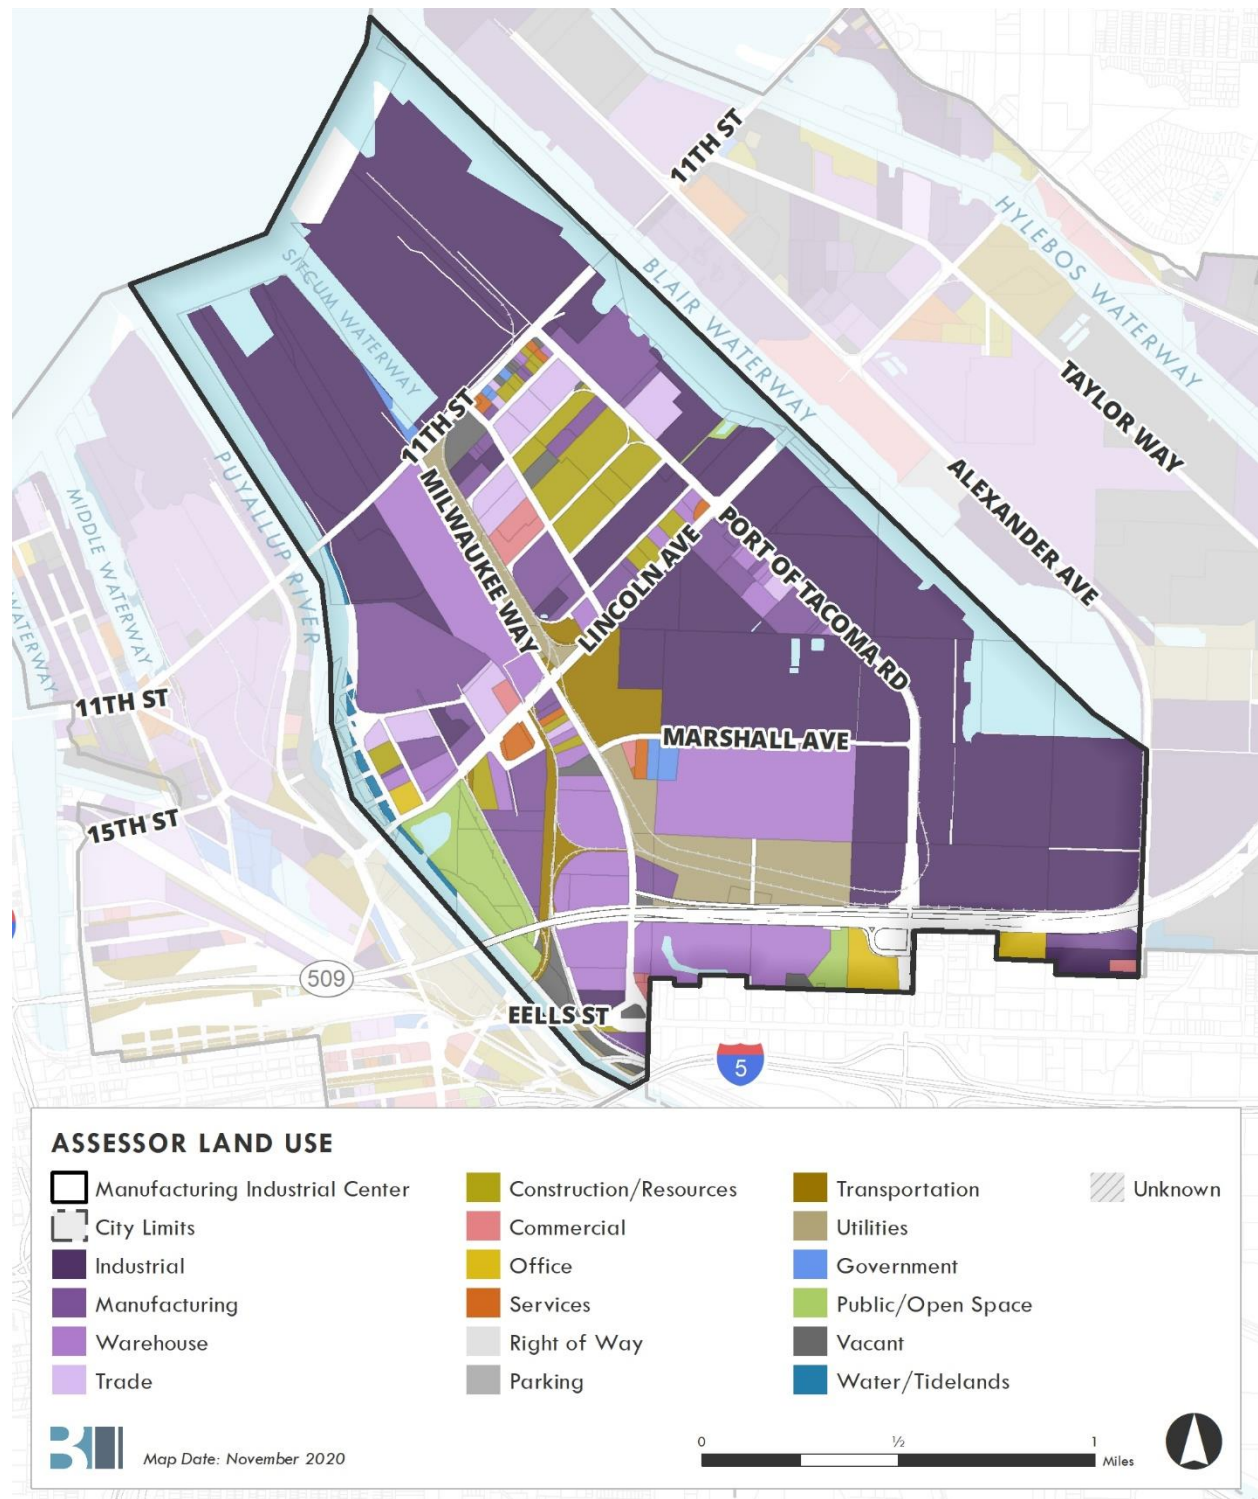 11TH ST
HYLEBOS WATERWAY
BLAIR WATERWAY
SITCUM WATERWAY
TAYLOR WAY
11TH ST
ALEXANDER AVE
PUYALLUP RIVER
MILWAUKEE WAY
MIDDLE WATERWAY
PORT OF TACOMA RD
LINCOLN AVE
WATERWAY
11TH ST
MARSHALL AVE
15TH ST
509
EELLS ST
5
ASSESSOR LAND USE
Manufacturing Industrial Center
City Limits
Industrial
Manufacturing
Warehouse
Trade
Construction/Resources
Commercial
Office
Services
Right of Way
Parking
Transportation
Utilities
Government
Public/Open Space
Vacant
Water/Tidelands
Unknown
Map Date: November 2020
0 ½ 1
Miles